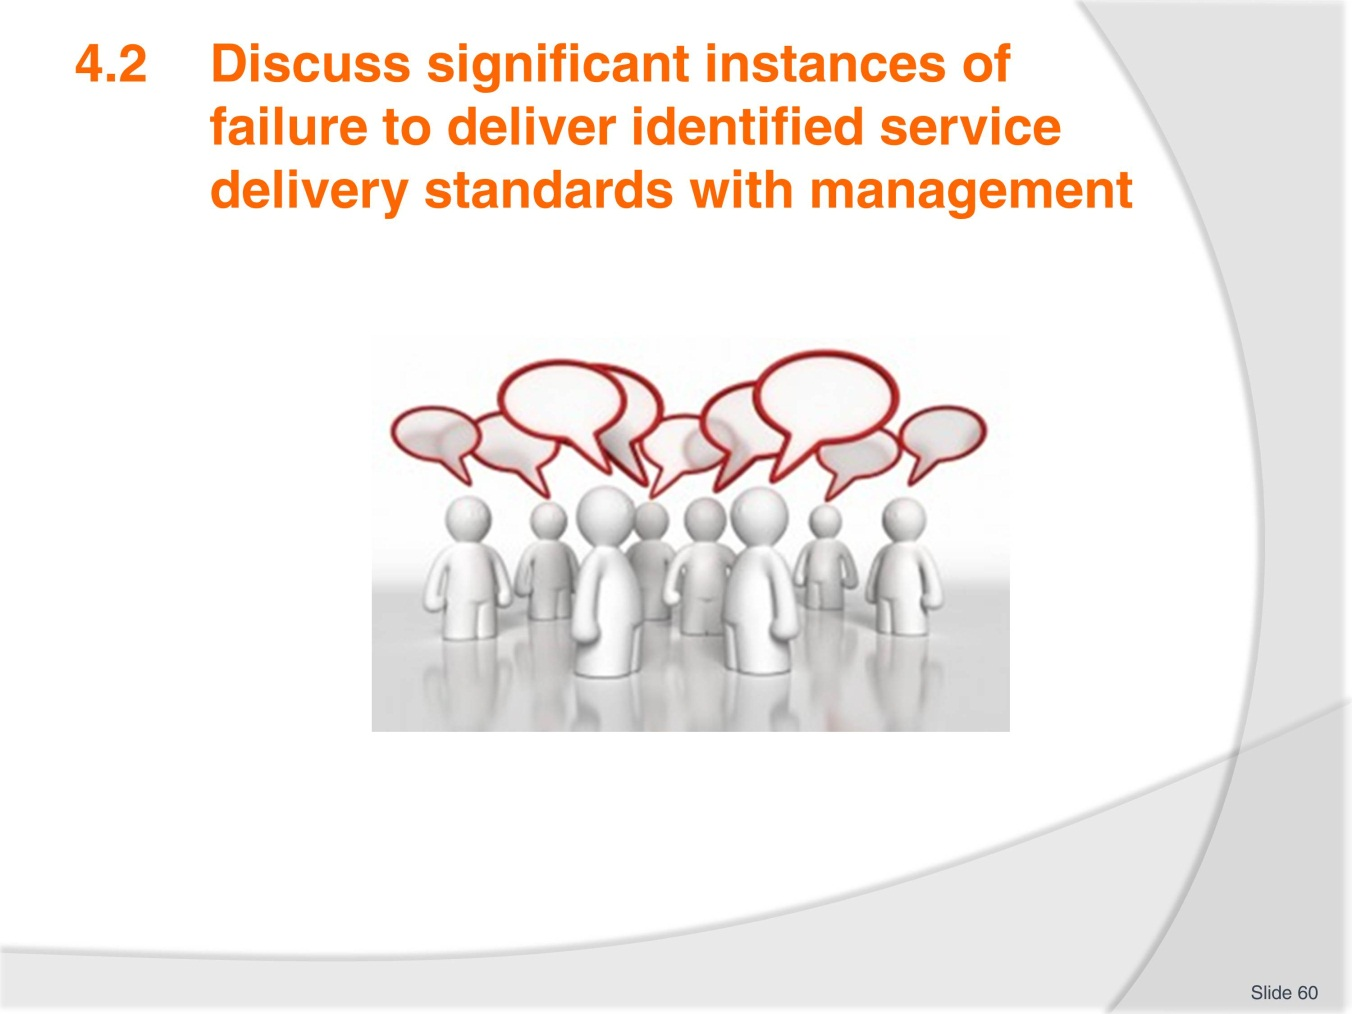 4.2 Discuss significant instances of
failure to deliver identified service
delivery standards with management
Slide 60